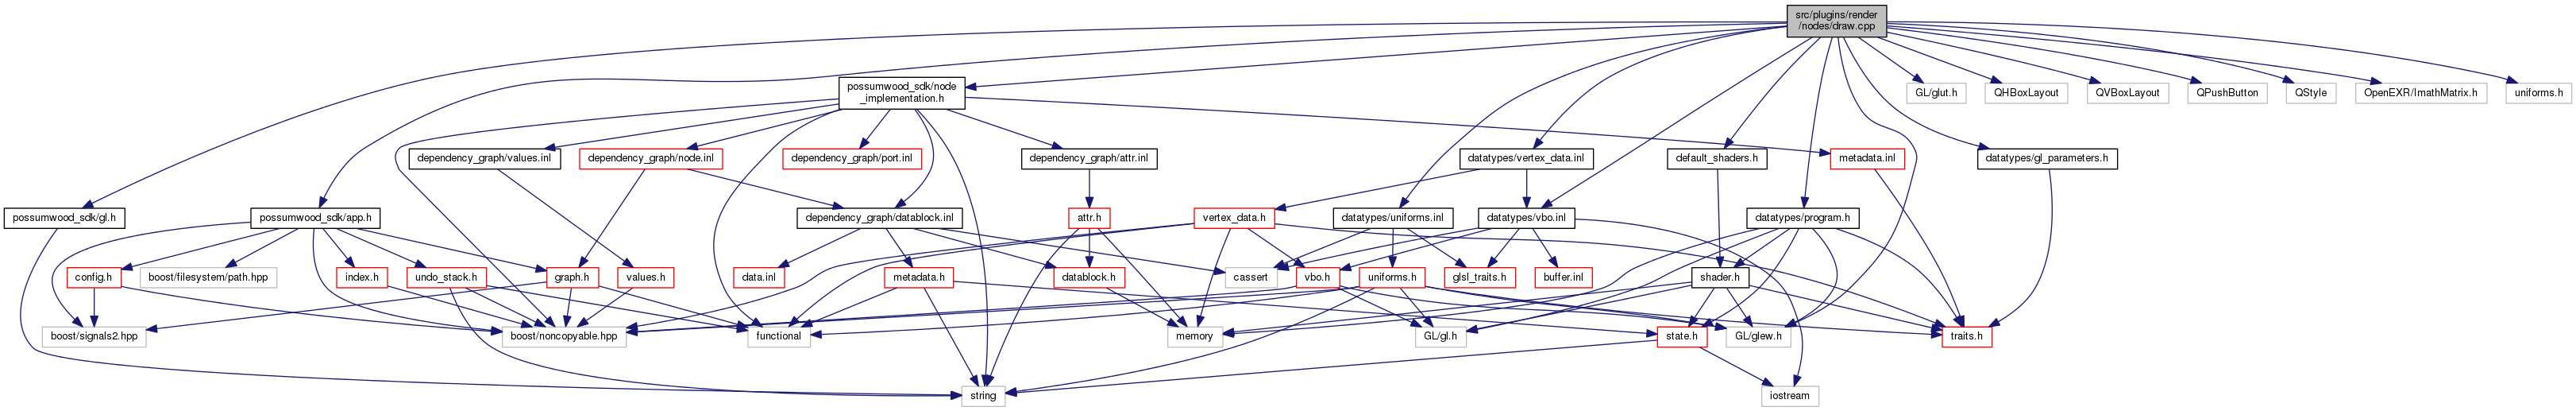 src/plugins/render
/nodes/draw.cpp
possumwood_sdk/node
_implementation.h
GL/glut.h
QHBoxLayout
QVBoxLayout
QPushButton
QStyle
OpenEXR/ImathMatrix.h
uniforms.h
dependency_graph/values.inl
dependency_graph/node.inl
dependency_graph/port.inl
dependency_graph/attr.inl
datatypes/vertex_data.inl
default_shaders.h
metadata.inl
datatypes/gl_parameters.h
possumwood_sdk/gl.h
possumwood_sdk/app.h
dependency_graph/datablock.inl
attr.h
vertex_data.h
datatypes/uniforms.inl
datatypes/vbo.inl
datatypes/program.h
config.h
boost/filesystem/path.hpp
index.h
undo_stack.h
graph.h
values.h
data.inl
metadata.h
datablock.h
cassert
vbo.h
uniforms.h
glsl_traits.h
buffer.inl
shader.h
boost/signals2.hpp
boost/noncopyable.hpp
functional
memory
GL/gl.h
state.h
GL/glew.h
traits.h
string
iostream